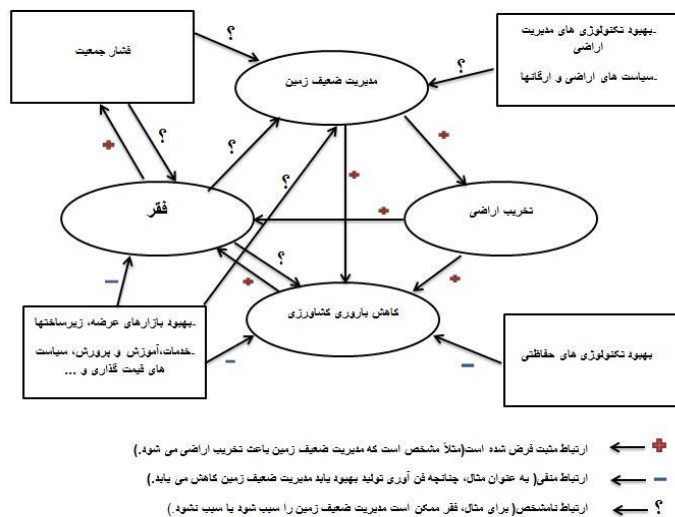 فشار جمعیت
-بهبود تکنولوژی های مدیریت
اراضی
-سیاست های اراضی و ارگانها
مدیریت ضعیف زمین
؟
؟
؟
؟
؟
؟
فقر
تخریب اراضی
کاهش باروری کشاورزی
-بهبود بازارهای عرضه، زیرساختها
-خدمات،آموزش و پرورش، سیاست
های قیمت گذاری و ...
بهبود تکنولوژی های حفاظتی
ارتباط مثبت فرض شده است(مثلاً مشخص است که مدیریت ضعیف زمین باعث تخریب اراضی می شود.)
ارتباط منفی( به عنوان مثال، چنانچه فن آوری تولید بهبود یابد مدیریت ضعیف زمین کاهش می یابد.)
؟ ارتباط نامشخص( برای مثال، فقر ممکن است مدیریت ضعیف زمین را سبب شود یا سبب نشود.)